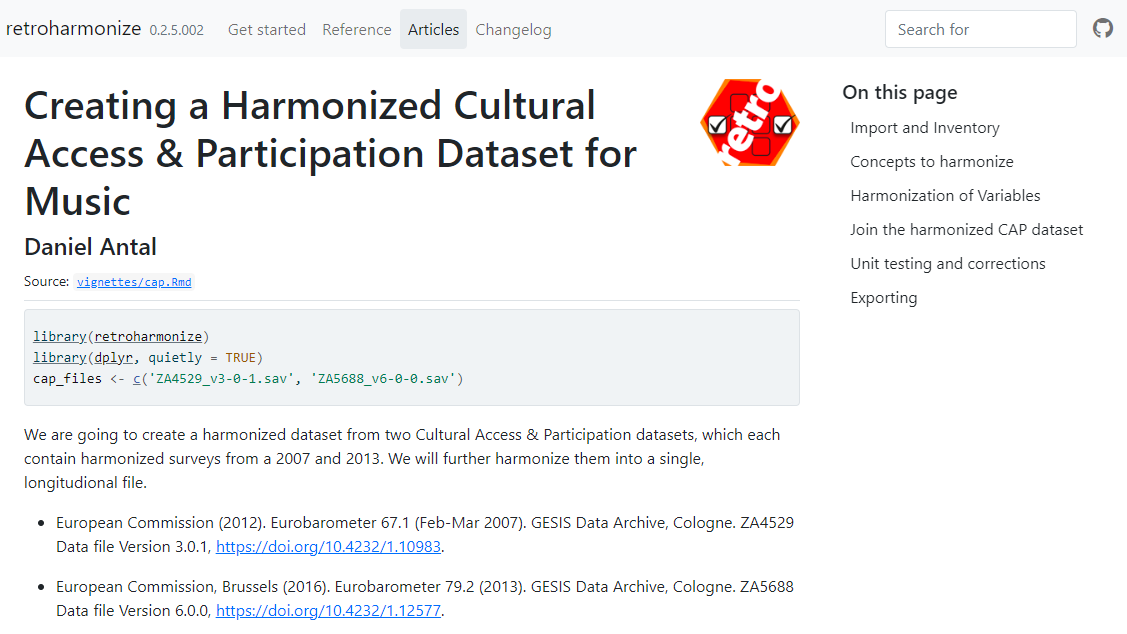 retroharmonize 0.2.5.002 Get started Reference Articles Changelog Search for
Creating a Harmonized Cultural
Access & Participation Dataset for
Music
retro
Daniel Antal
Source: vignettes/cap.Rmd
library(retroharmonize)
library(dplyr, quietly = TRUE)
cap_files <- c('ZA4529_v3-0-1.sav', 'ZA5688_v6-0-0.sav')
We are going to create a harmonized dataset from two Cultural Access & Participation datasets, which each
contain harmonized surveys from a 2007 and 2013. We will further harmonize them into a single,
longitudional file.
European Commission (2012). Eurobarometer 67.1 (Feb-Mar 2007). GESIS Data Archive, Cologne. ZA4529
Data file Version 3.0.1, https://doi.org/10.4232/1.10983.
European Commission, Brussels (2016). Eurobarometer 79.2 (2013). GESIS Data Archive, Cologne. ZA5688
Data file Version 6.0.0, https://doi.org/10.4232/1.12577.
On this page
Import and Inventory
Concepts to harmonize
Harmonization of Variables
Join the harmonized CAP dataset
Unit testing and corrections
Exporting